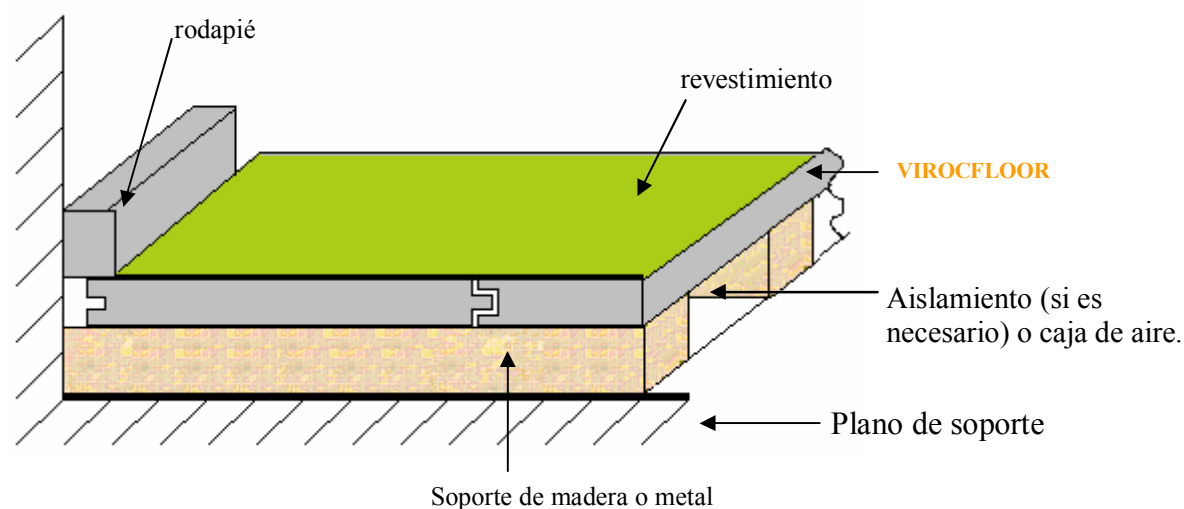 rodapié
revestimiento
VIROCFLOOR
Aislamiento (si es
necesario) o caja de aire.
Plano de soporte
Soporte de madera o metal